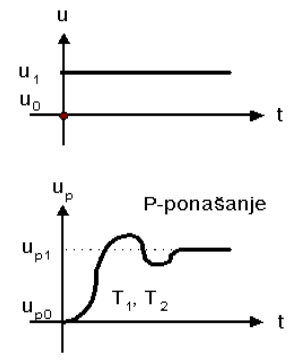 u
u₁
u₀
t
uₚ
P-ponašanje
uₚ₁
T₁, T₂
uₚ₀
t